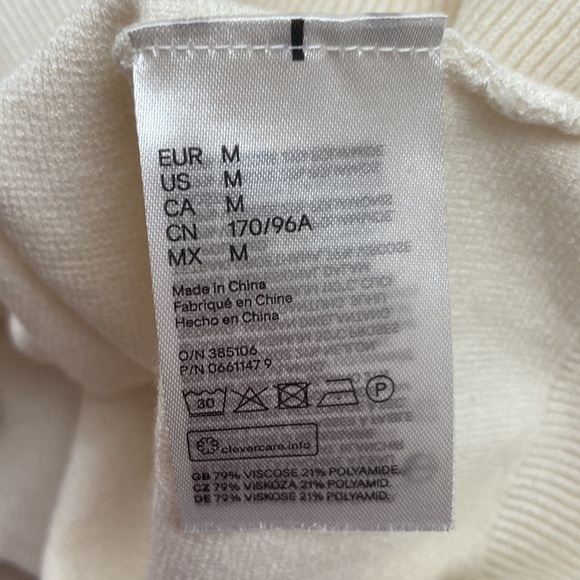 EUR M
US M
CA M
CN 170/96A
MX M
Made in China
Fabriqué en Chine
Hecho en China
O/N 385106
P/N 0661147 9
30
P
clevercare.info
GB 79% VISCOSE 21% POLYAMIDE
CZ 79% VISKÓZA 21% POLYAMID
DE 79% VISKOSE 21% POLYAMID